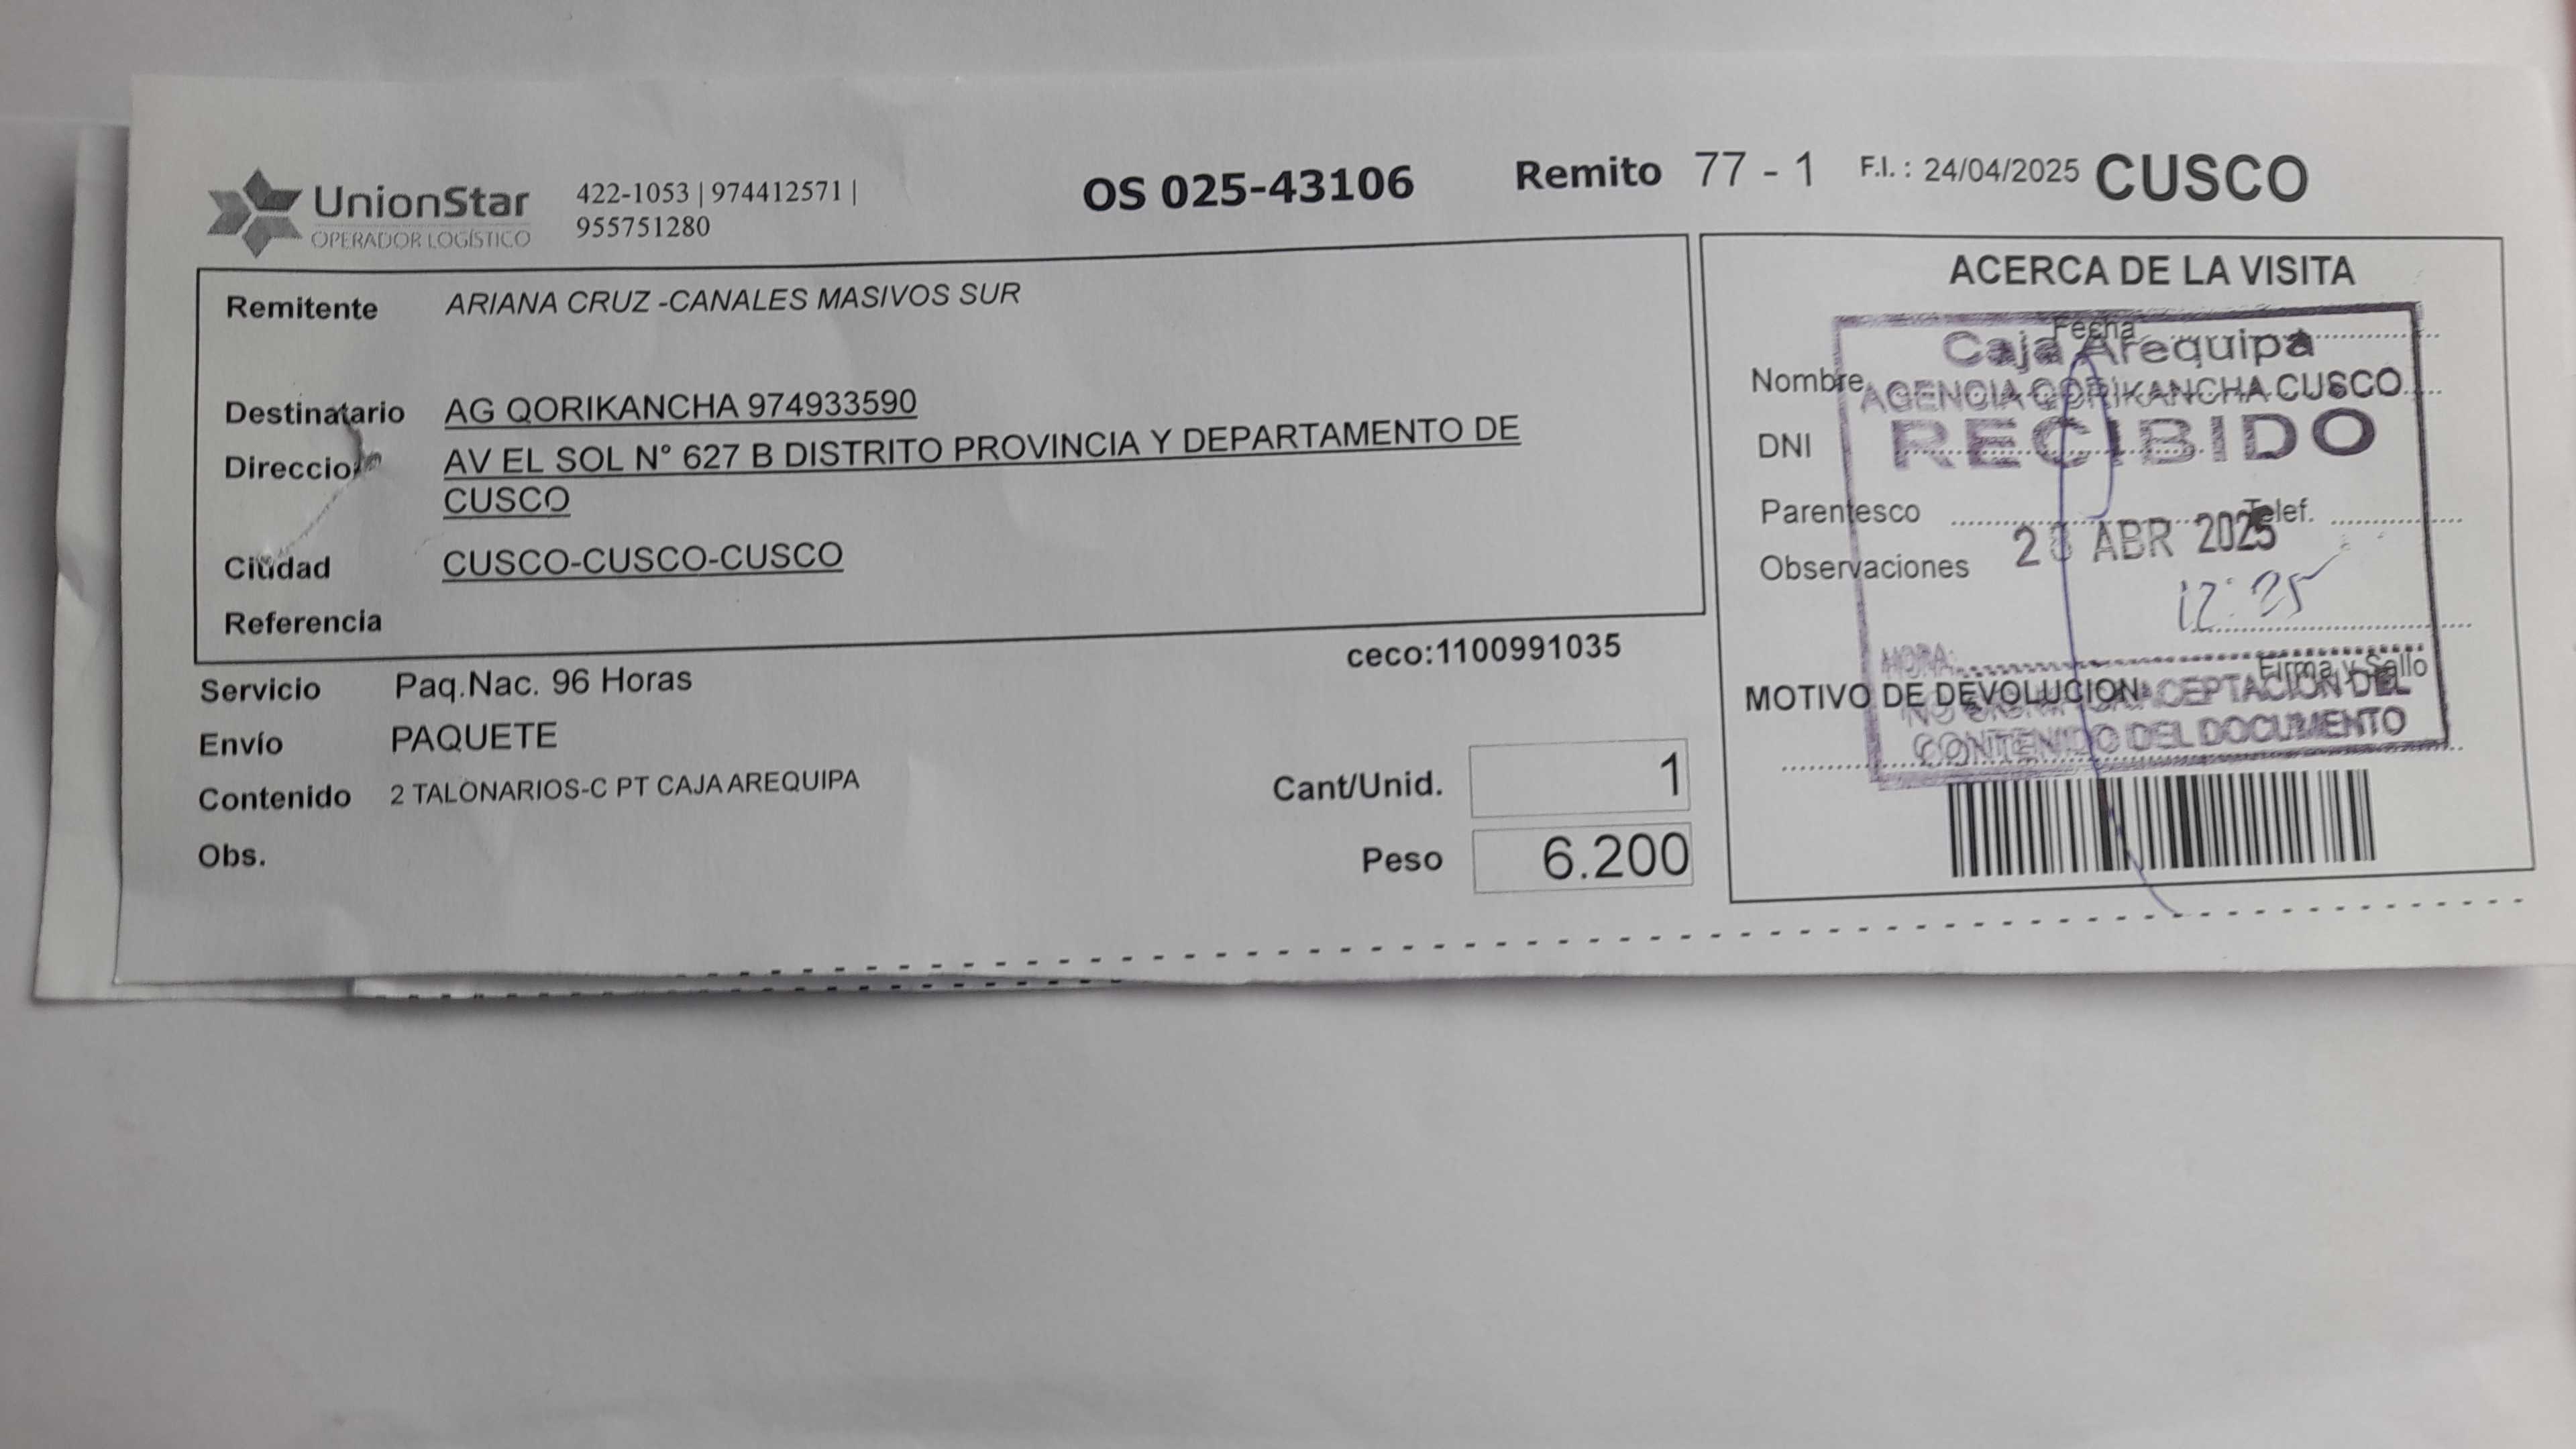 UnionStar
OPERADOR LOGÍSTICO
422-1053 | 974412571 |
955751280
OS 025-43106
Remito 77 - 1
F.I. : 24/04/2025 CUSCO
Remitente ARIANA CRUZ -CANALES MASIVOS SUR
Destinatario AG QORIKANCHA 974933590
Direccion AV EL SOL N° 627 B DISTRITO PROVINCIA Y DEPARTAMENTO DE
CUSCO
Ciudad CUSCO-CUSCO-CUSCO
Referencia
ceco:1100991035
Servicio Paq.Nac. 96 Horas
Envío PAQUETE
Contenido 2 TALONARIOS-C PT CAJA AREQUIPA
Obs.
Cant/Unid. 1
Peso 6.200
ACERCA DE LA VISITA
Fecha
Nombre
DNI
Parentesco Telef.
Observaciones
Firma y Sello
MOTIVO DE DEVOLUCION:
Caja Arequipa
AGENCIA QORIKANCHA CUSCO
RECIBIDO
ABR 2025
12:25
HORA:
ACEPTACION DEL
CONTENIDO DEL DOCUMENTO